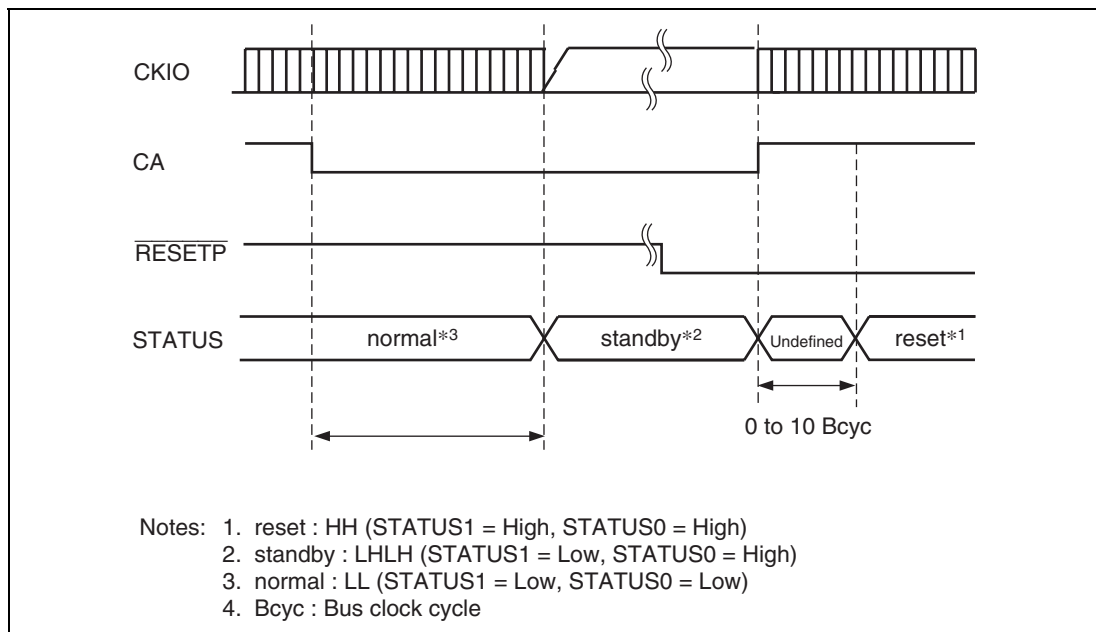 CKIO
CA
RESETP
STATUS
normal*3
standby*2
Undefined
reset*1
0 to 10 Bcyc
Notes: 1. reset : HH (STATUS1 = High, STATUS0 = High)
2. standby : LHLH (STATUS1 = Low, STATUS0 = High)
3. normal : LL (STATUS1 = Low, STATUS0 = Low)
4. Bcyc : Bus clock cycle